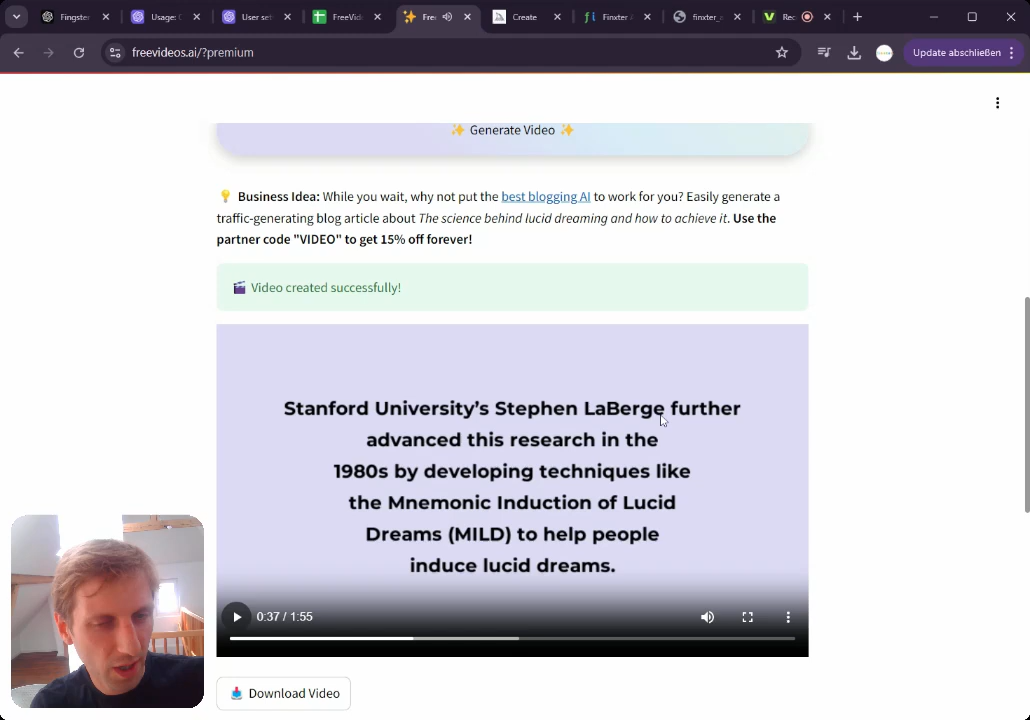 Fingster
Usage:
User set
FreeVid
Free
Create
Finxter
finxter_
Rec
freevideos.ai/?premium
Update abschließen
✨ Generate Video ✨
💡 Business Idea: While you wait, why not put the best blogging AI to work for you? Easily generate a
traffic-generating blog article about The science behind lucid dreaming and how to achieve it. Use the
partner code "VIDEO" to get 15% off forever!
🎬 Video created successfully!
Stanford University's Stephen LaBerge further
advanced this research in the
1980s by developing techniques like
the Mnemonic Induction of Lucid
Dreams (MILD) to help people
induce lucid dreams.
0:37 / 1:55
📥 Download Video